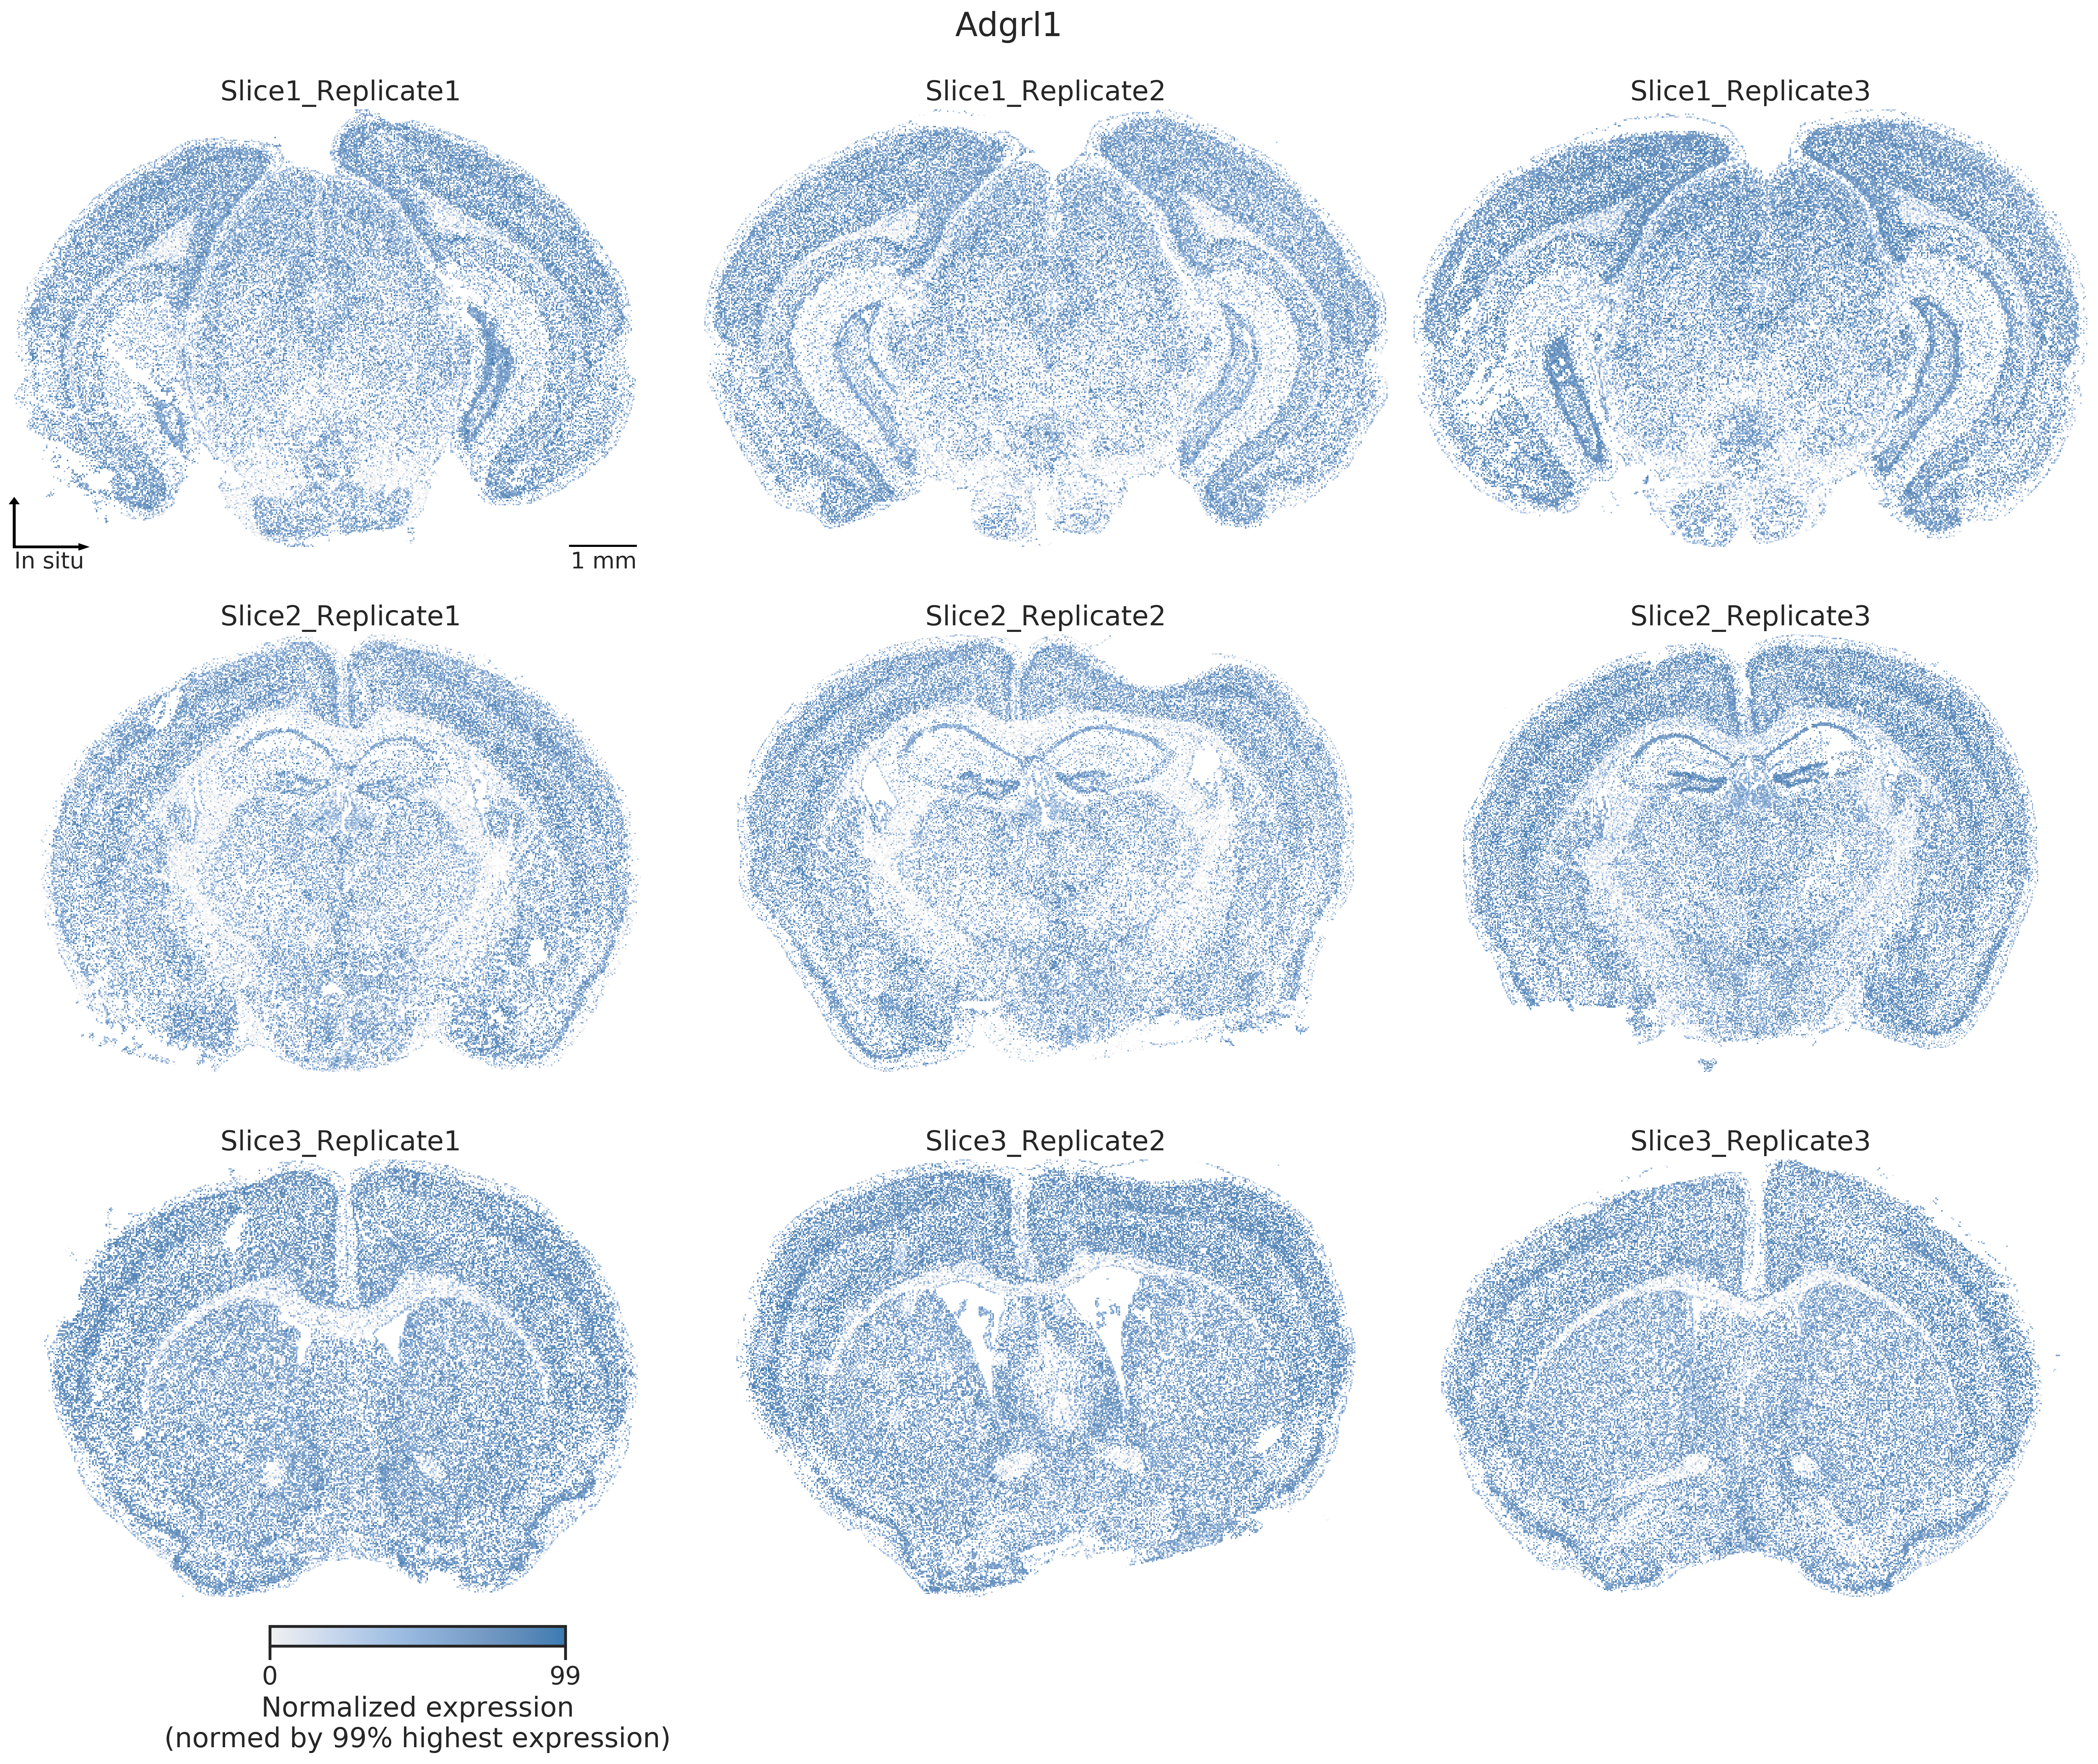 Adgrl1
Slice1_Replicate1
Slice1_Replicate2
Slice1_Replicate3
In situ
1 mm
Slice2_Replicate1
Slice2_Replicate2
Slice2_Replicate3
Slice3_Replicate1
Slice3_Replicate2
Slice3_Replicate3
0
99
Normalized expression
(normed by 99% highest expression)